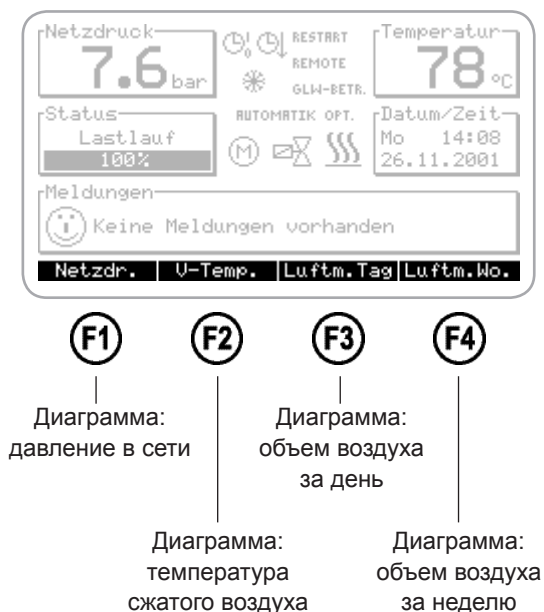 Netzdruck
7.6 bar
RESTART
REMOTE
GLW-BETR.
Temperatur
78 °C
Status
Lastlauf
100%
AUTOMATIK OPT.
M
Datum/Zeit
Mo 14:08
26.11.2001
Meldungen
Keine Meldungen vorhanden
Netzdr. V-Temp. Luftm.Tag Luftm.Wo.
F1 F2 F3 F4
Диаграмма:
давление в сети
Диаграмма:
объем воздуха
за день
Диаграмма:
температура
сжатого воздуха
Диаграмма:
объем воздуха
за неделю